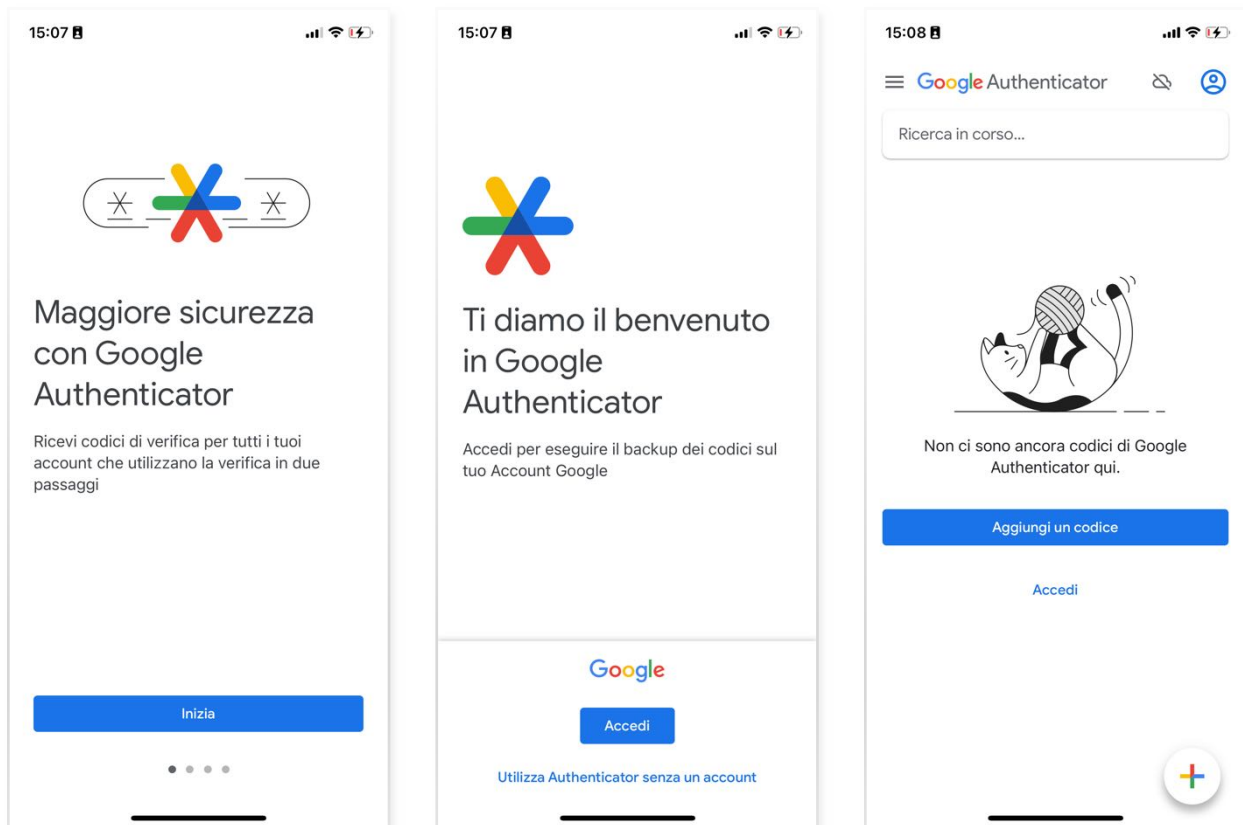 15:07
Maggiore sicurezza
con Google
Authenticator
Ricevi codici di verifica per tutti i tuoi
account che utilizzano la verifica in due
passaggi
Inizia
15:07
Ti diamo il benvenuto
in Google
Authenticator
Accedi per eseguire il backup dei codici sul
tuo Account Google
Google
Accedi
Utilizza Authenticator senza un account
15:08
Google Authenticator
Ricerca in corso...
Non ci sono ancora codici di Google
Authenticator qui.
Aggiungi un codice
Accedi